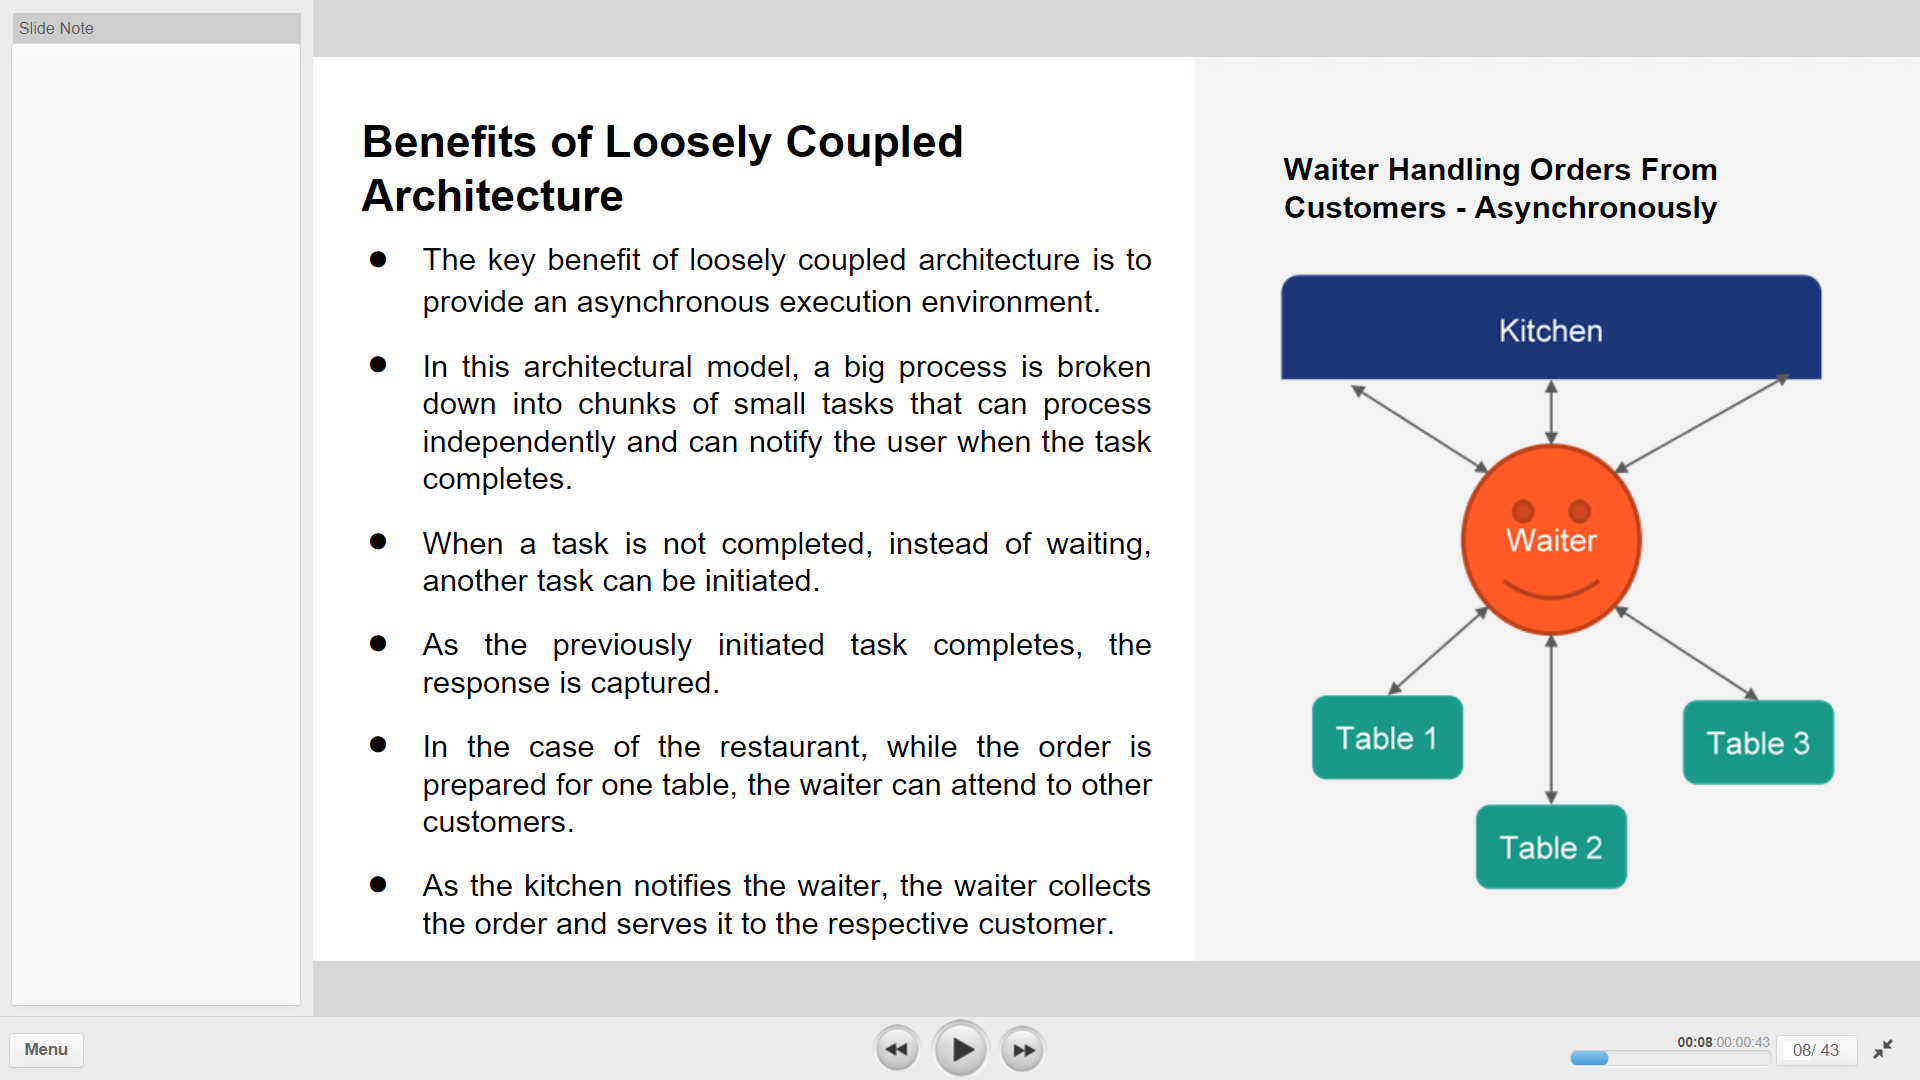 Slide Note
Benefits of Loosely Coupled
Architecture
● The key benefit of loosely coupled architecture is to
provide an asynchronous execution environment.
● In this architectural model, a big process is broken
down into chunks of small tasks that can process
independently and can notify the user when the task
completes.
● When a task is not completed, instead of waiting,
another task can be initiated.
● As the previously initiated task completes, the
response is captured.
● In the case of the restaurant, while the order is
prepared for one table, the waiter can attend to other
customers.
● As the kitchen notifies the waiter, the waiter collects
the order and serves it to the respective customer.
Waiter Handling Orders From
Customers - Asynchronously
Kitchen
Waiter
Table 1
Table 3
Table 2
Menu
00:08:00:00:43
08/ 43